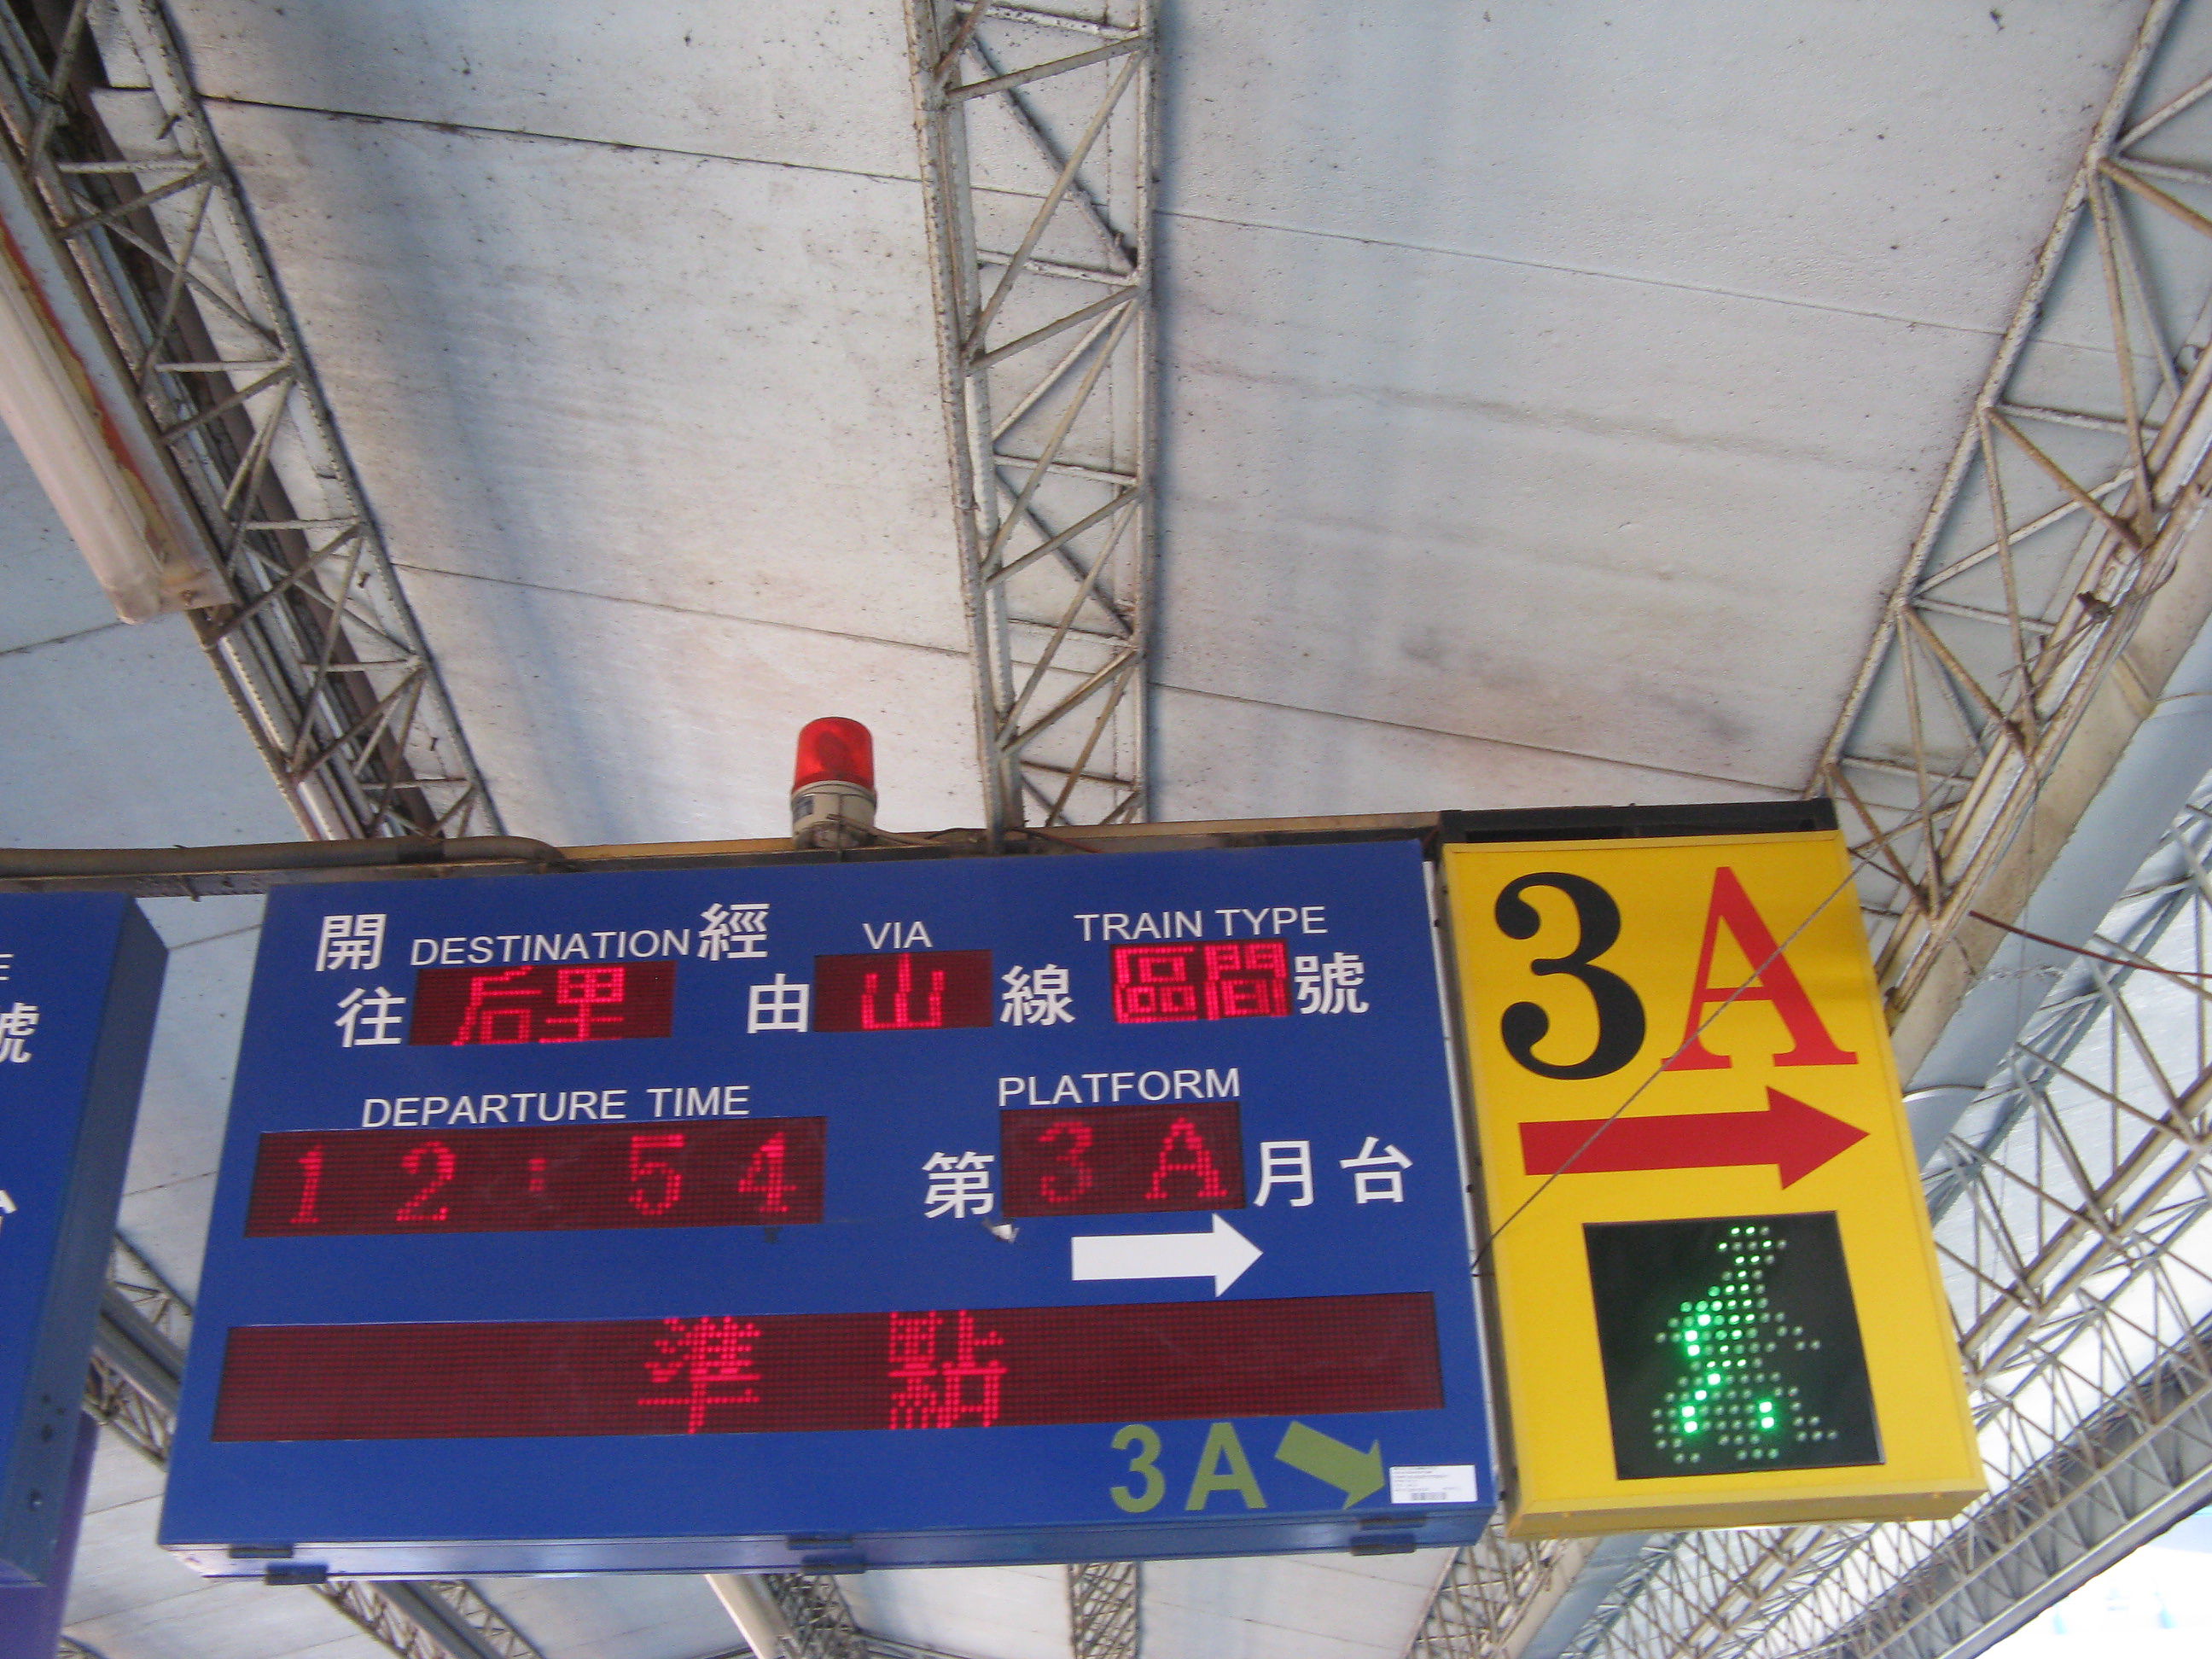 開 DESTINATION 經 VIA TRAIN TYPE
往 后里 由 山 線 區間 號
DEPARTURE TIME PLATFORM
12:54 第 3A 月台
準點
3A
3A
號